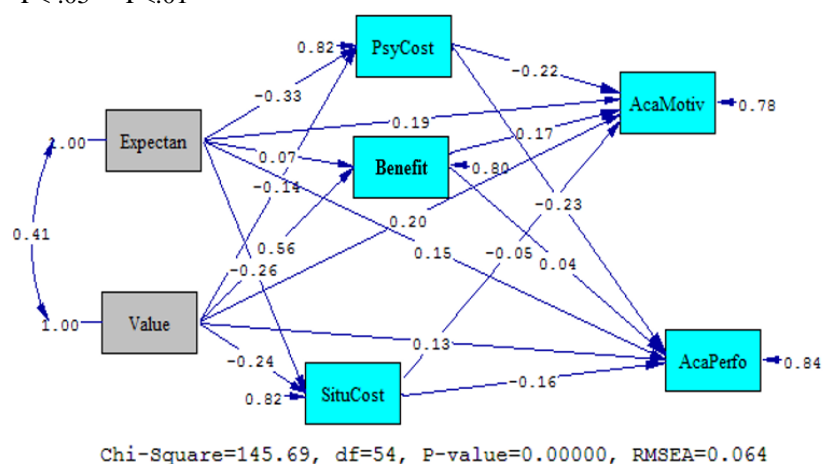 P<.05 P<.01
0.82
PsyCost
-0.22
-0.33
AcaMotiv
0.78
1.00
Expectan
0.19
0.17
0.07
Benefit
0.80
-0.14
-0.23
0.20
0.41
0.56
0.15
-0.05
0.04
-0.26
1.00
Value
0.13
-0.24
AcaPerfo
0.84
-0.16
0.82
SituCost
Chi-Square=145.69, df=54, P-value=0.00000, RMSEA=0.064